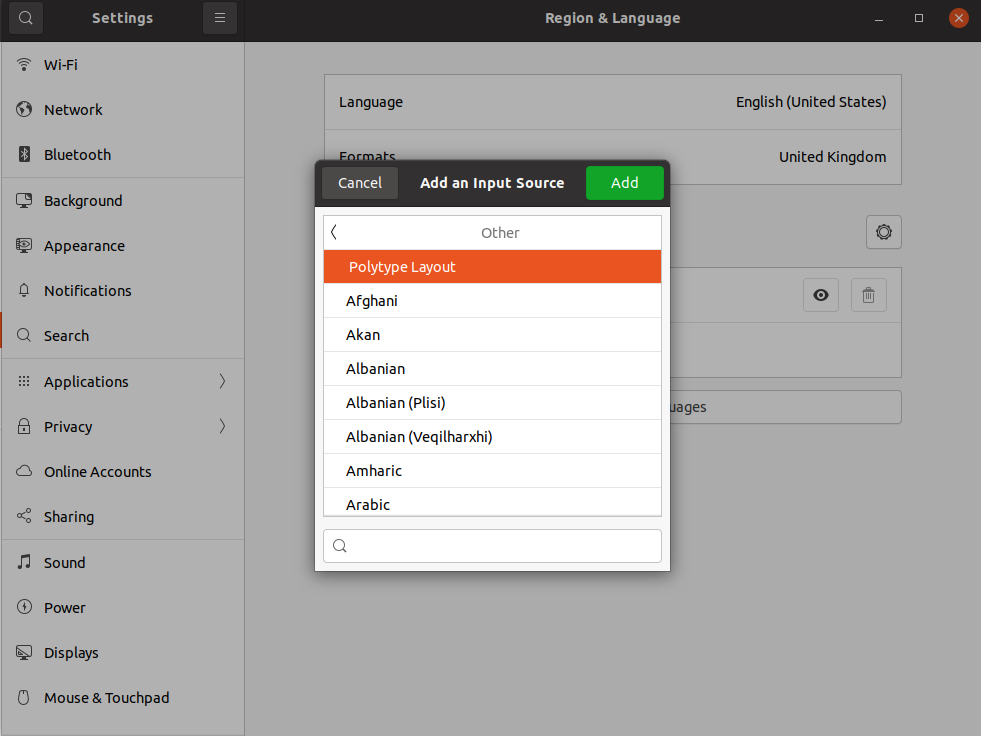 Settings
Region & Language
Wi-Fi
Network
Bluetooth
Background
Appearance
Notifications
Search
Applications
Privacy
Online Accounts
Sharing
Sound
Power
Displays
Mouse & Touchpad
Language
English (United States)
Formats
United Kingdom
Cancel
Add an Input Source
Add
Other
Polytype Layout
Afghani
Akan
Albanian
Albanian (Plisi)
Albanian (Veqilharxhi)
Amharic
Arabic